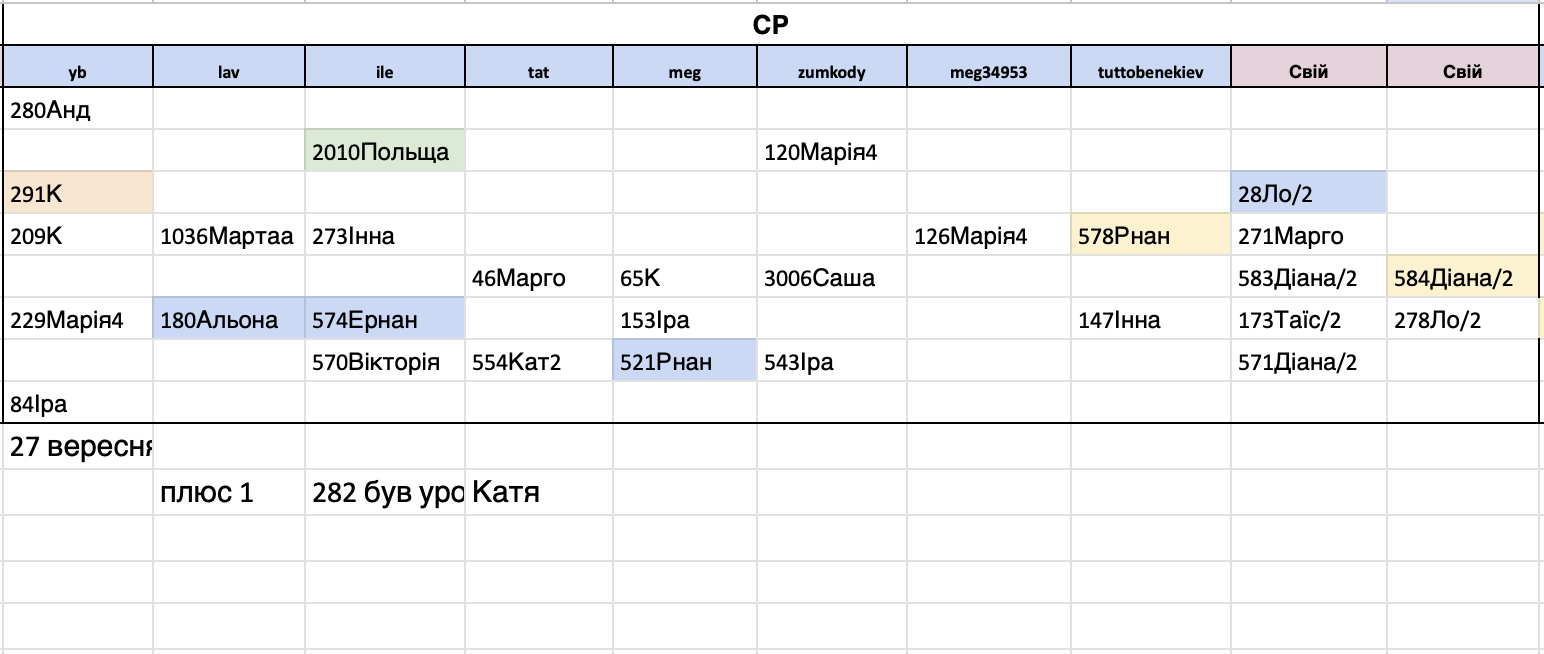 СР
yb lav ile tat meg zumkody meg34953 tuttobenekiev Свій Свій
280Анд
2010Польща 120Марія4
291К 28Ло/2
209К 1036Мартаа 273Інна 126Марія4 578Рнан 271Марго
46Марго 65К 3006Саша 583Діана/2 584Діана/2
229Марія4 180Альона 574Ернан 153Іра 147Інна 173Таїс/2 278Ло/2
570Вікторія 554Кат2 521Рнан 543Іра 571Діана/2
84Іра
27 вересня
плюс 1 282 був уро Катя